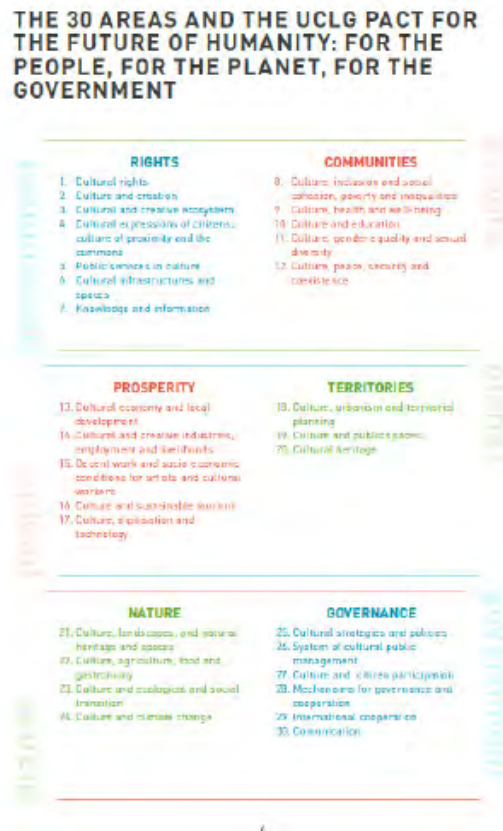 THE 30 AREAS AND THE UCLG PACT FOR
THE FUTURE OF HUMANITY: FOR THE
PEOPLE, FOR THE PLANET, FOR THE
GOVERNMENT
RIGHTS
1. Cultural rights
2. Culture and creation
3. Cultural and creative ecosystem
4. Cultural expressions of citizens,
culture of proximity and the
commons
5. Public services in culture
6. Cultural infrastructures and
spaces
7. Knowledge and information
COMMUNITIES
8. Culture, inclusion and social
cohesion, poverty and inequalities
9. Culture, health and well-being
10. Culture and education
11. Culture, gender equality and sexual
diversity
12. Culture, peace, security and
coexistence
PROSPERITY
13. Cultural economy and local
development
14. Cultural and creative industries,
employment and livelihoods
15. Decent work and socio-economic
conditions for artists and cultural
workers
16. Culture and sustainable tourism
17. Culture, digitisation and
technology
TERRITORIES
18. Culture, urbanism and territorial
planning
19. Culture and public spaces
20. Cultural heritage
NATURE
21. Culture, landscapes, and natural
heritage and spaces
22. Culture, agriculture, food and
gastronomy
23. Culture and ecological and social
transition
24. Culture and climate change
GOVERNANCE
25. Cultural strategies and policies
26. System of cultural public
management
27. Culture and citizen participation
28. Mechanisms for governance and
cooperation
29. International cooperation
30. Comunication